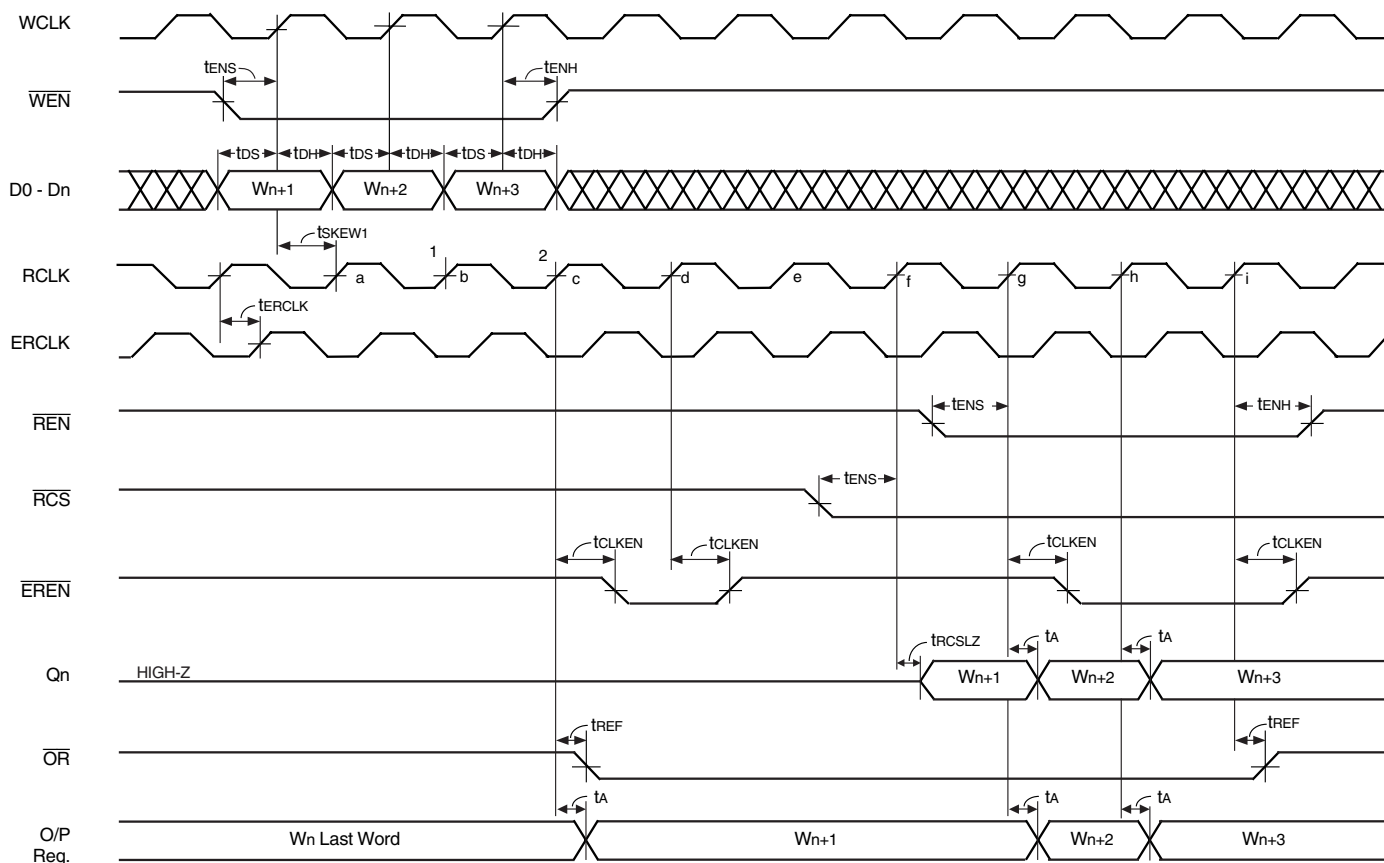 WCLK
tENS
tENH
WEN
tDS tDH tDS tDH tDS tDH
D0 - Dn Wn+1 Wn+2 Wn+3
tSKEW1
1 2
RCLK a b c d e f g h i
tERCLK
ERCLK
REN tENS tENH
RCS tENS
tCLKEN tCLKEN tCLKEN tCLKEN
EREN
tRCSLZ tA tA
Qn HIGH-Z Wn+1 Wn+2 Wn+3
tREF tREF
OR
tA tA tA
O/P Wn Last Word Wn+1 Wn+2 Wn+3
Reg.